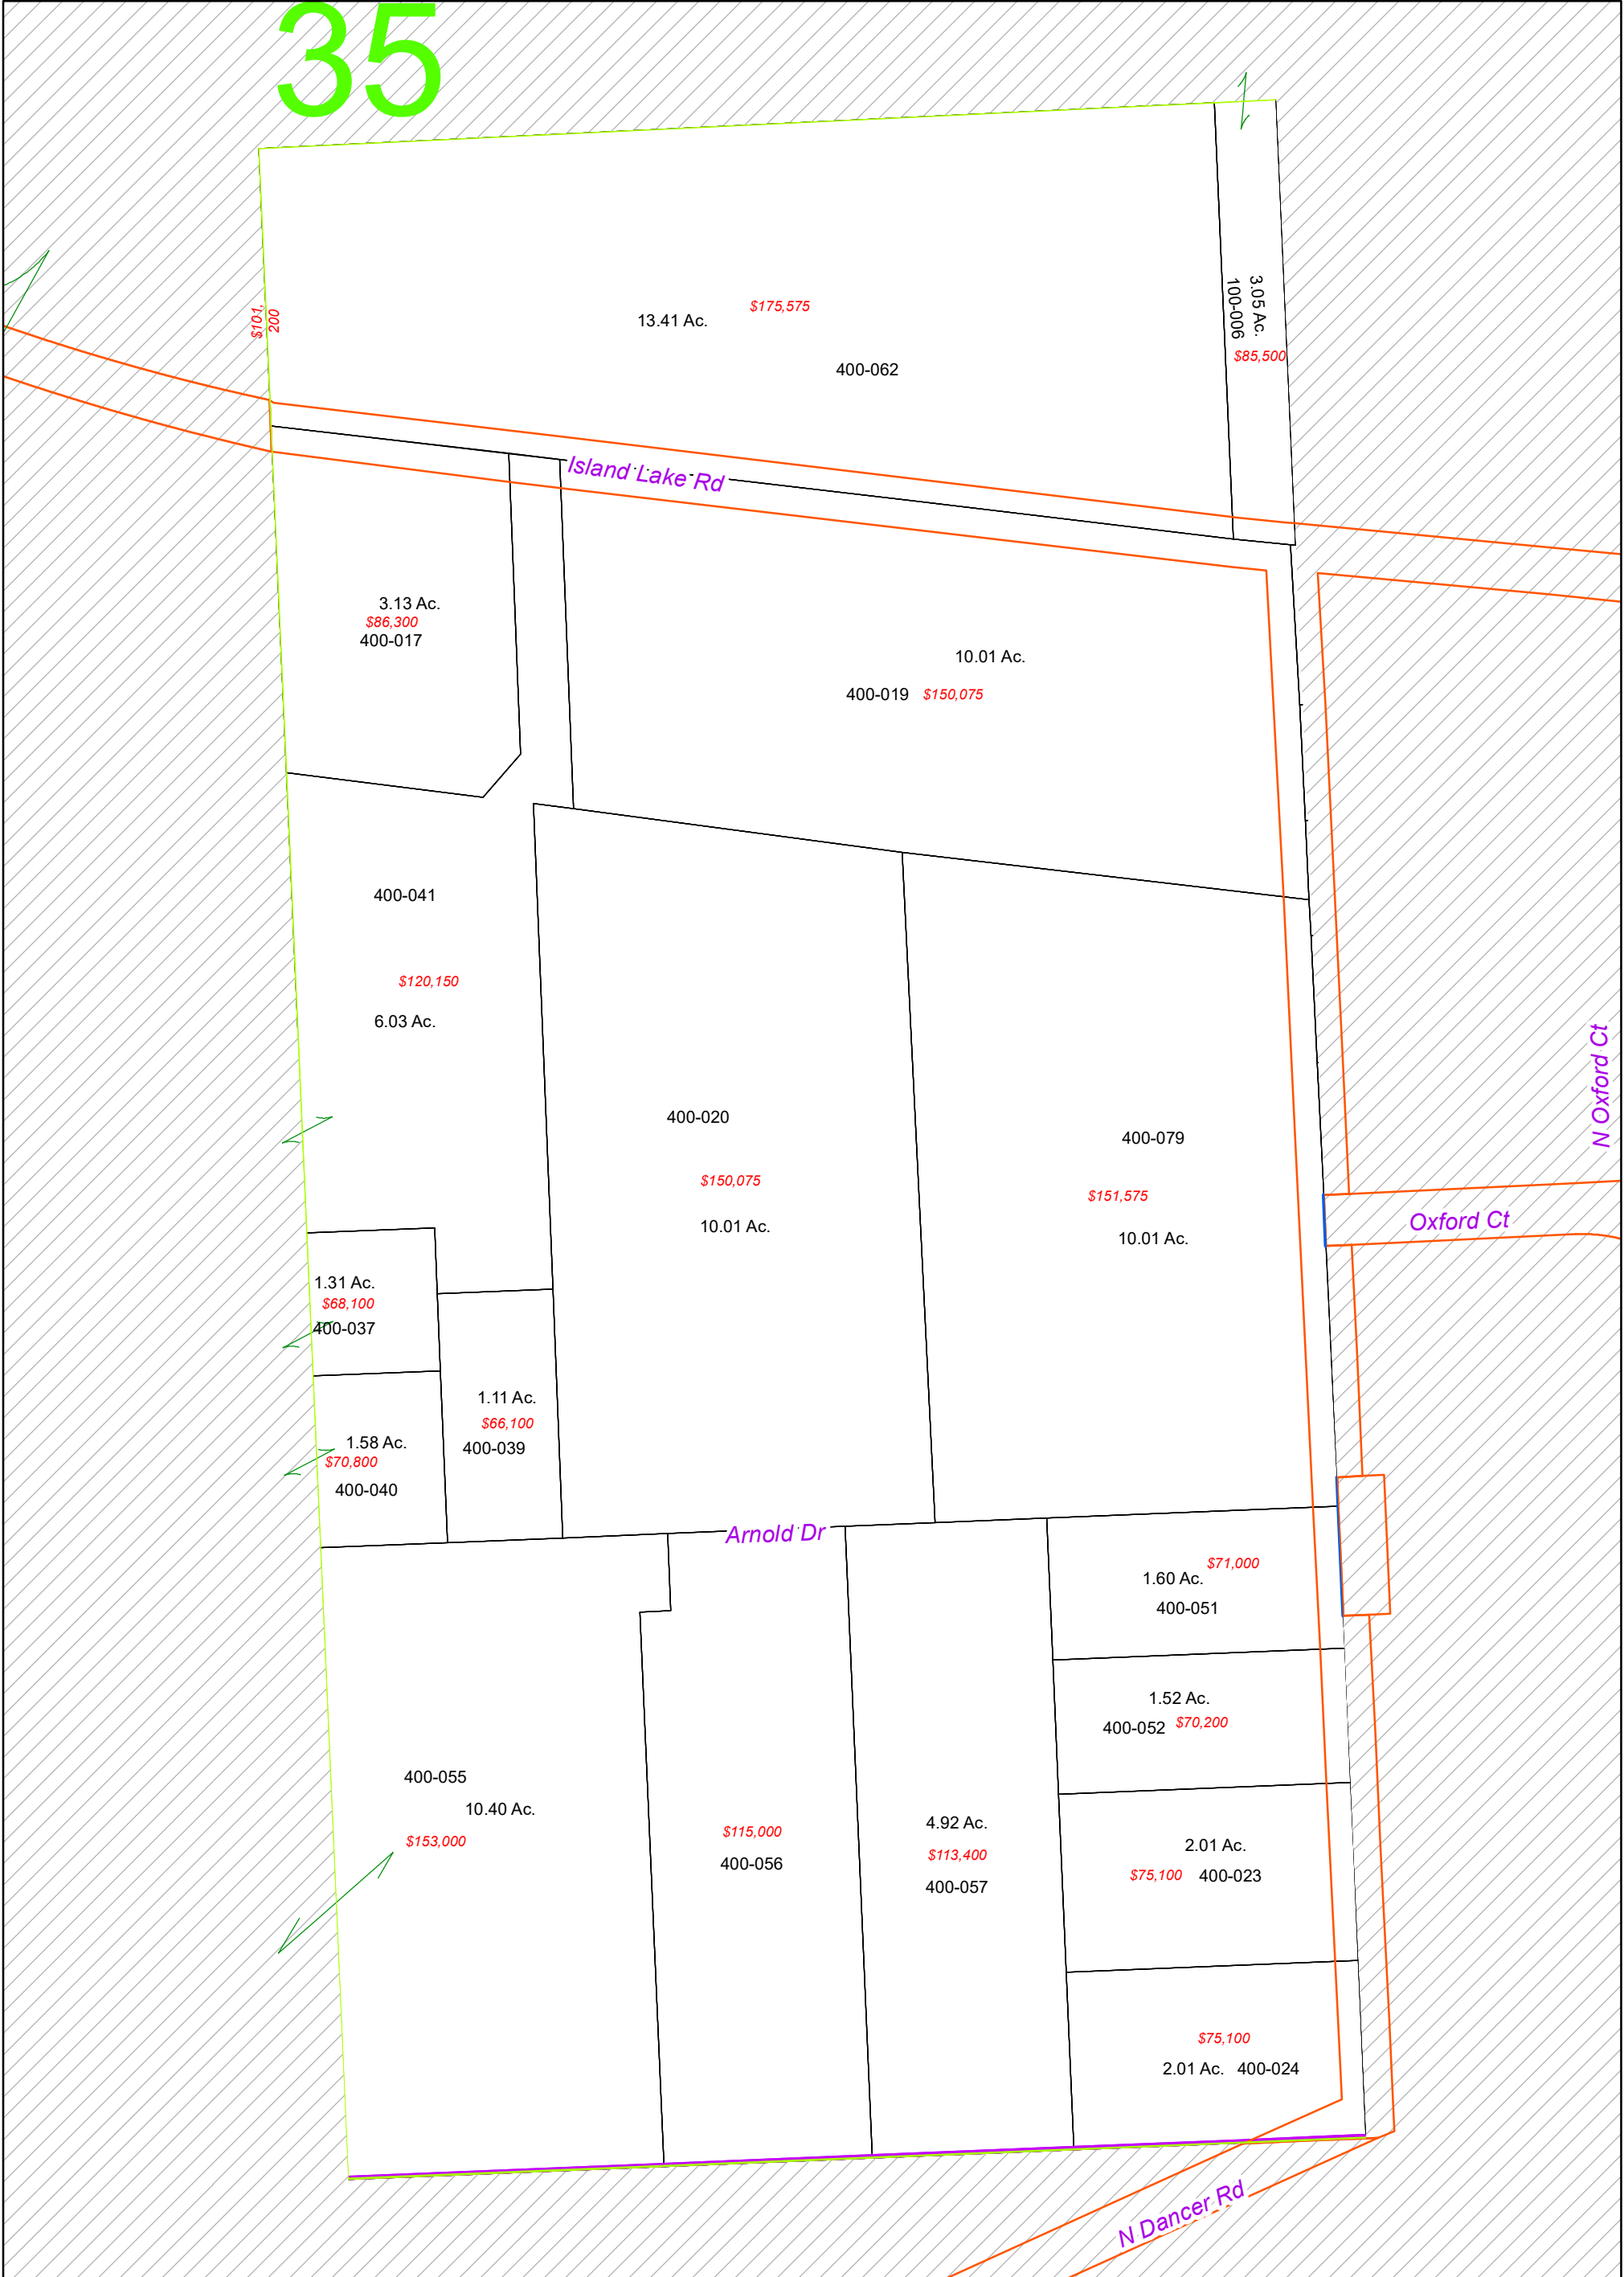 35
3.05 Ac.
100-006
$85,500
$101,
200
13.41 Ac.
$175,575
400-062
Island Lake Rd
3.13 Ac.
$86,300
400-017
10.01 Ac.
400-019
$150,075
400-041
$120,150
6.03 Ac.
400-020
$150,075
10.01 Ac.
400-079
$151,575
10.01 Ac.
N Oxford Ct
Oxford Ct
1.31 Ac.
$68,100
400-037
1.11 Ac.
$66,100
400-039
1.58 Ac.
$70,800
400-040
Arnold Dr
$71,000
1.60 Ac.
400-051
1.52 Ac.
400-052
$70,200
400-055
10.40 Ac.
$153,000
$115,000
400-056
4.92 Ac.
$113,400
400-057
2.01 Ac.
$75,100
400-023
$75,100
2.01 Ac.
400-024
N Dancer Rd